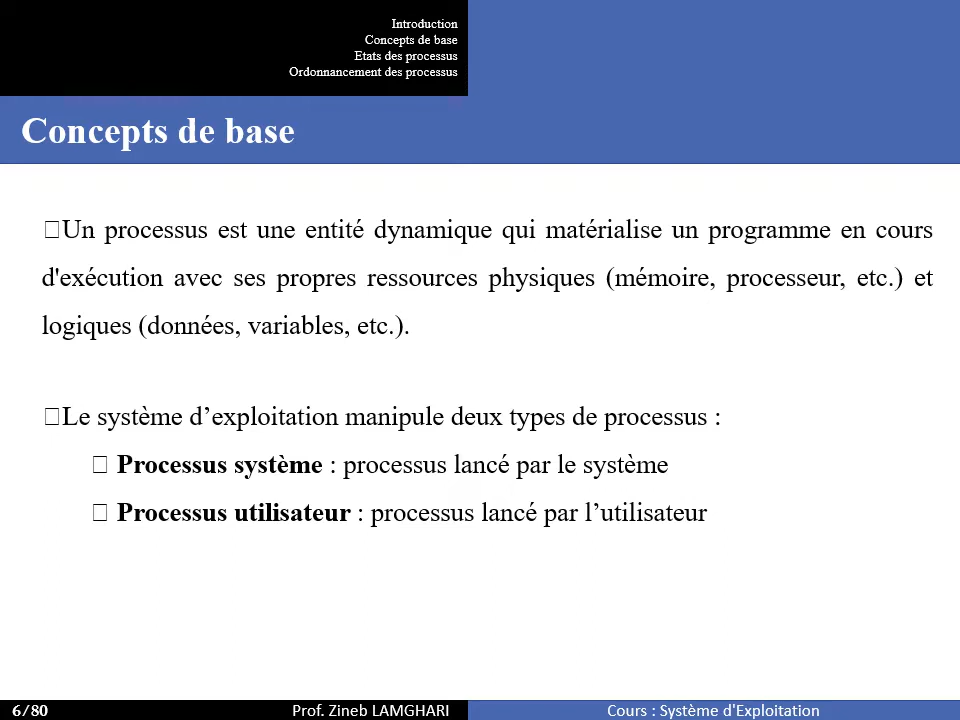 Introduction
Concepts de base
Etats des processus
Ordonnancement des processus
Concepts de base
□Un processus est une entité dynamique qui matérialise un programme en cours
d'exécution avec ses propres ressources physiques (mémoire, processeur, etc.) et
logiques (données, variables, etc.).
□Le système d’exploitation manipule deux types de processus :
□ Processus système : processus lancé par le système
□ Processus utilisateur : processus lancé par l’utilisateur
6/80 Prof. Zineb LAMGHARI Cours : Système d'Exploitation